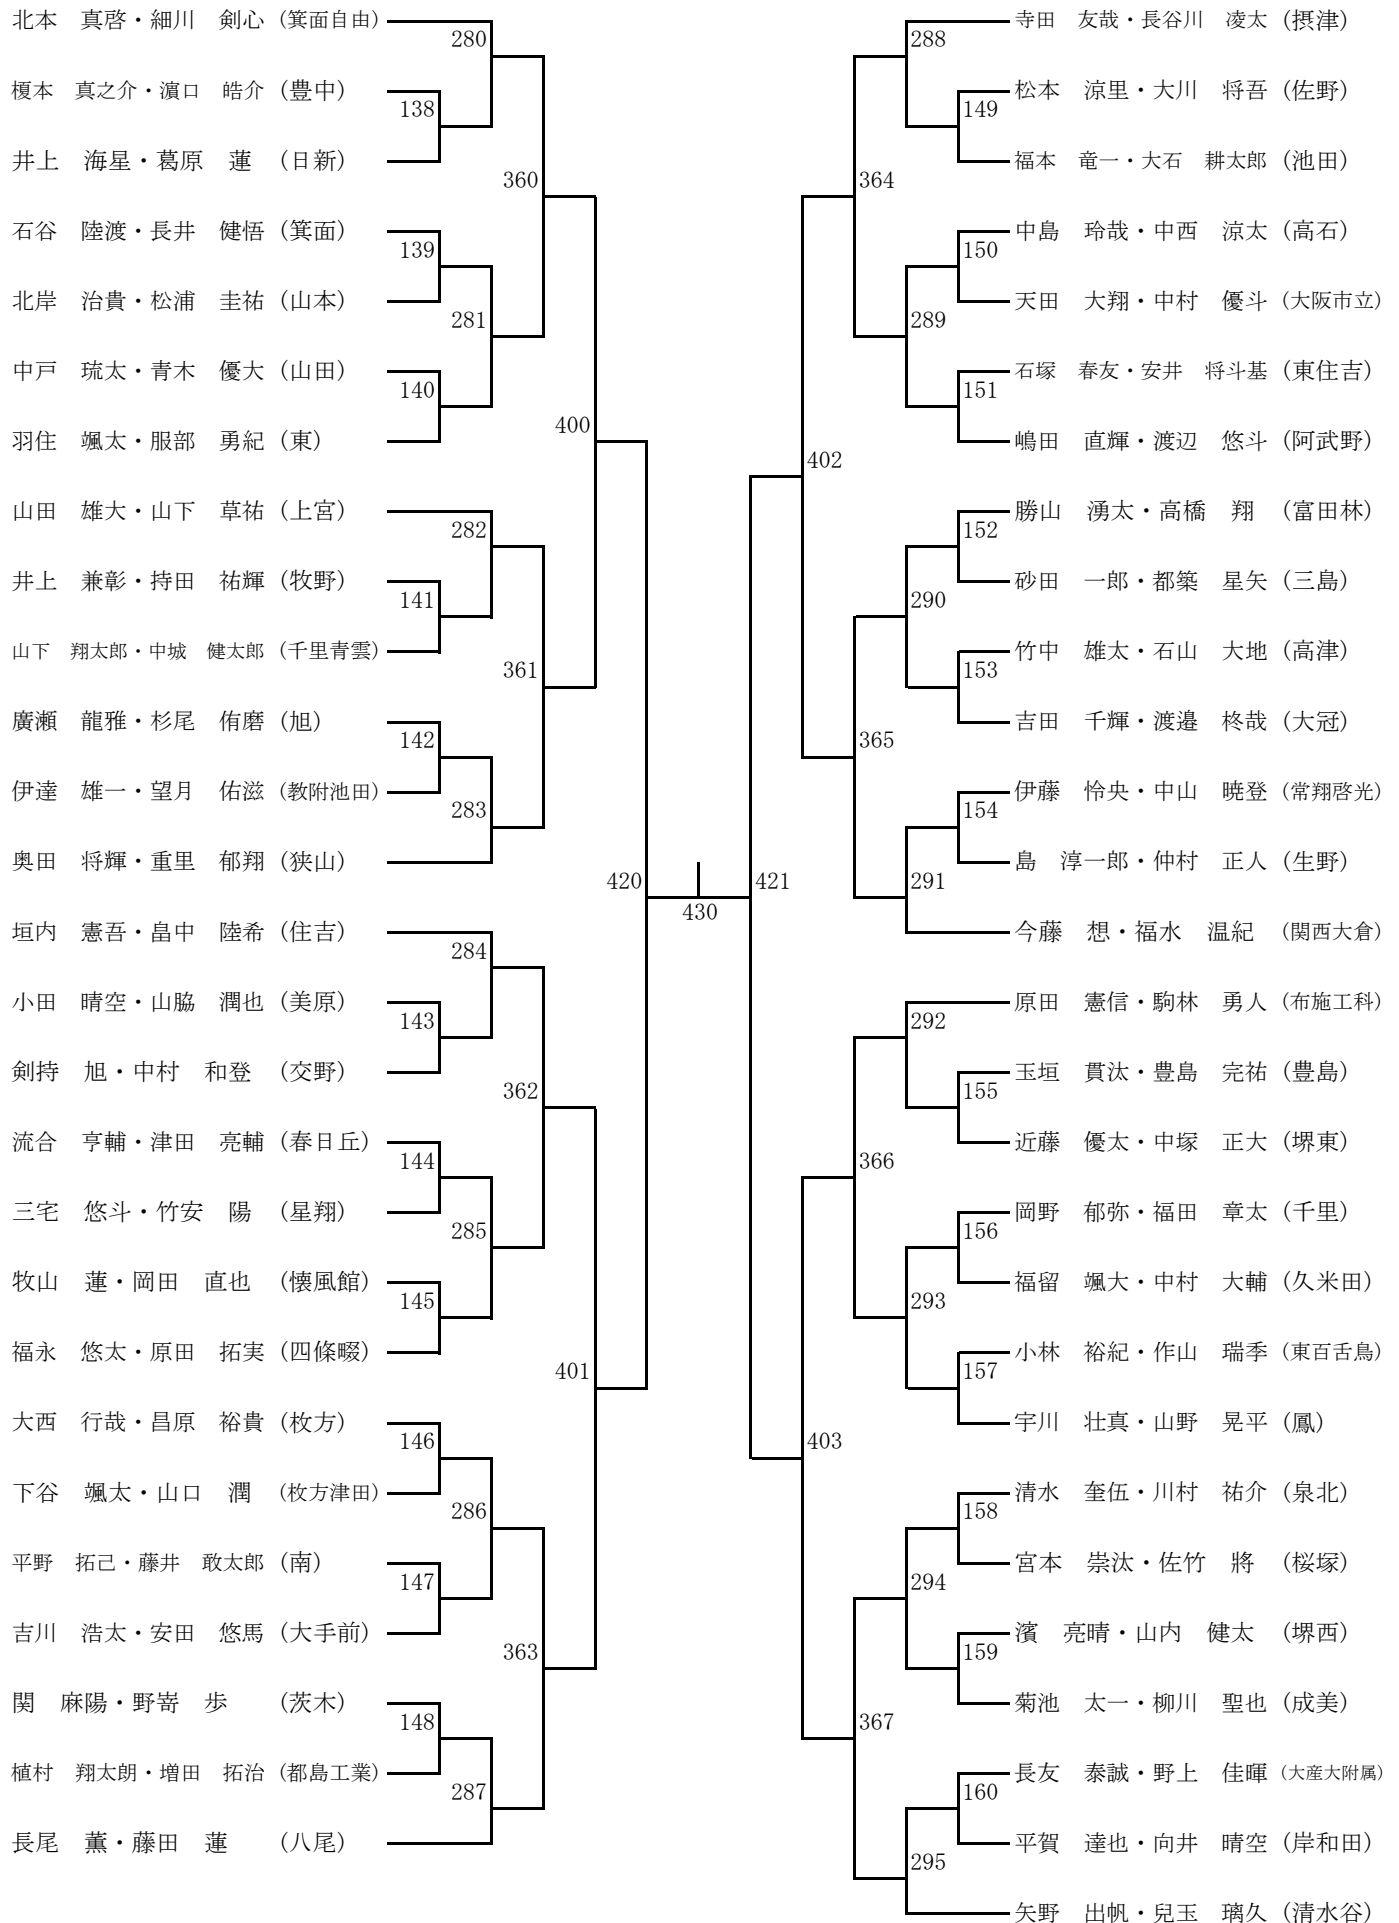 北本　真啓・細川　剣心（箕面自由）
280
榎本　真之介・濵口　皓介（豊中）
138
井上　海星・葛原　蓮　（日新）
360
石谷　陸渡・長井　健悟（箕面）
139
北岸　治貴・松浦　圭祐（山本）
281
中戸　琉太・青木　優大（山田）
140
400
羽住　颯太・服部　勇紀（東）
山田　雄大・山下　草祐（上宮）
282
井上　兼彰・持田　祐輝（牧野）
141
山下　翔太郎・中城　健太郎（千里青雲）
361
廣瀬　龍雅・杉尾　侑磨（旭）
142
伊達　雄一・望月　佑滋（教附池田）
283
奥田　将輝・重里　郁翔（狭山）
420
430
垣内　憲吾・畠中　陸希（住吉）
284
小田　晴空・山脇　潤也（美原）
143
剣持　旭・中村　和登　（交野）
362
流合　亨輔・津田　亮輔（春日丘）
144
三宅　悠斗・竹安　陽　（星翔）
285
牧山　蓮・岡田　直也　（懐風館）
145
福永　悠太・原田　拓実（四條畷）
401
大西　行哉・昌原　裕貴（枚方）
146
下谷　颯太・山口　潤　（枚方津田）
286
平野　拓己・藤井　敢太郎（南）
147
吉川　浩太・安田　悠馬（大手前）
363
関　麻陽・野嵜　歩　　（茨木）
148
植村　翔太朗・増田　拓治（都島工業）
287
長尾　薫・藤田　蓮　　（八尾）
寺田　友哉・長谷川　凌太（摂津）
288
松本　涼里・大川　将吾（佐野）
149
福本　竜一・大石　耕太郎（池田）
364
中島　玲哉・中西　涼太（高石）
150
天田　大翔・中村　優斗（大阪市立）
289
石塚　春友・安井　将斗基（東住吉）
151
嶋田　直輝・渡辺　悠斗（阿武野）
402
勝山　湧太・高橋　翔　（富田林）
152
砂田　一郎・都築　星矢（三島）
290
竹中　雄太・石山　大地（高津）
153
吉田　千輝・渡邉　柊哉（大冠）
365
伊藤　怜央・中山　暁登（常翔啓光）
154
島　淳一郎・仲村　正人（生野）
291
421
今藤　想・福水　温紀　（関西大倉）
原田　憲信・駒林　勇人（布施工科）
292
玉垣　貫汰・豊島　完祐（豊島）
155
近藤　優太・中塚　正大（堺東）
366
岡野　郁弥・福田　章太（千里）
156
福留　颯大・中村　大輔（久米田）
293
小林　裕紀・作山　瑞季（東百舌鳥）
157
宇川　壮真・山野　晃平（鳳）
403
清水　奎伍・川村　祐介（泉北）
158
宮本　崇汰・佐竹　將　（桜塚）
294
濱　亮晴・山内　健太　（堺西）
159
菊池　太一・柳川　聖也（成美）
367
長友　泰誠・野上　佳暉（大産大附属）
160
平賀　達也・向井　晴空（岸和田）
295
矢野　出帆・兒玉　璃久（清水谷）